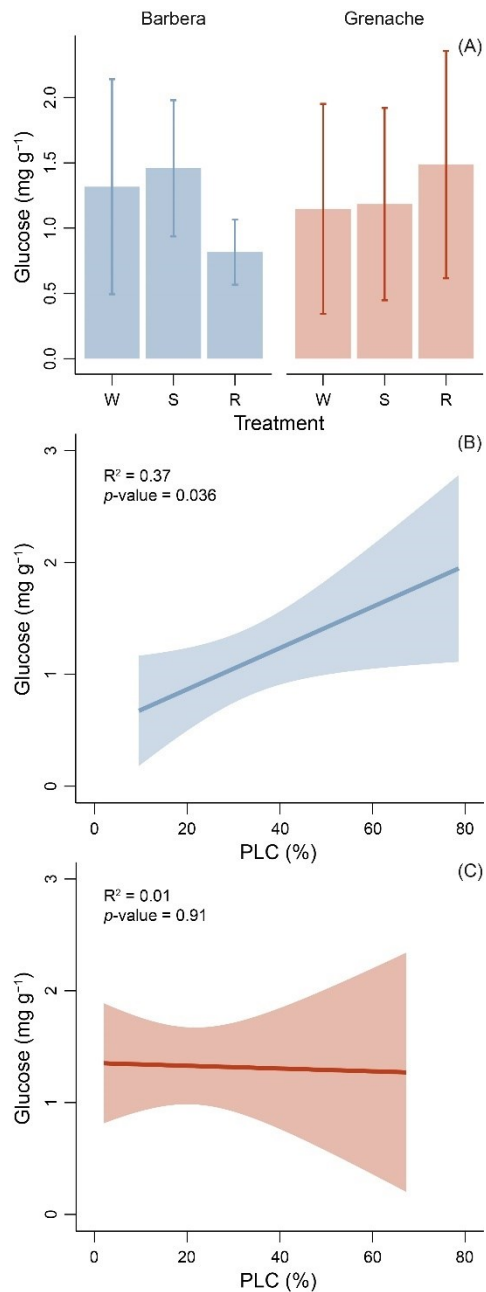 Barbera Grenache
(A)
Glucose (mg g⁻¹)
2.0
1.5
1.0
0.5
0.0
W S R W S R
Treatment
(B)
R² = 0.37
p-value = 0.036
Glucose (mg g⁻¹)
3
2
1
0
0 20 40 60 80
PLC (%)
(C)
R² = 0.01
p-value = 0.91
Glucose (mg g⁻¹)
3
2
1
0
0 20 40 60 80
PLC (%)